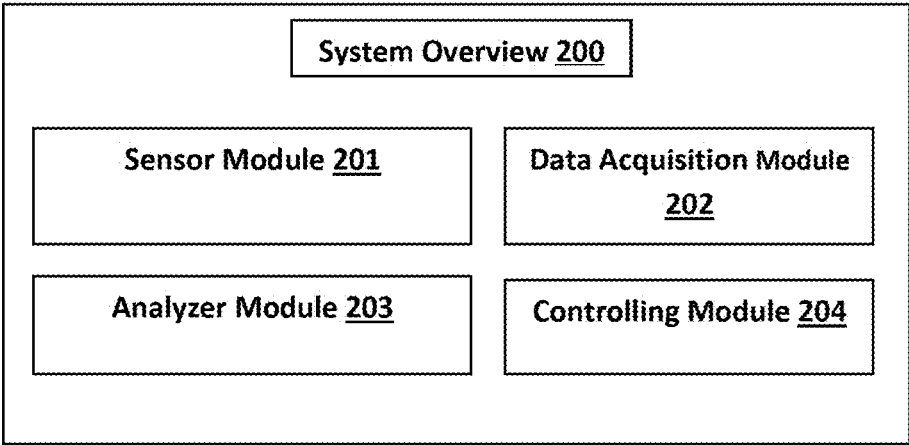 System Overview 200
Sensor Module 201
Data Acquisition Module
202
Analyzer Module 203
Controlling Module 204